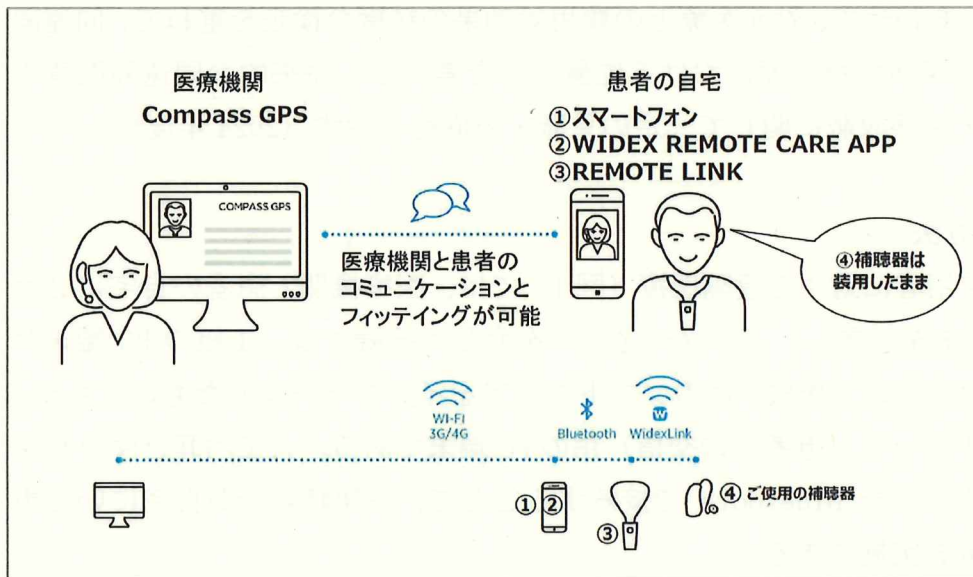 医療機関
Compass GPS
患者の自宅
①スマートフォン
②WIDEX REMOTE CARE APP
③REMOTE LINK
COMPASS GPS
医療機関と患者の
コミュニケーションと
フィッテイングが可能
④補聴器は
装用したまま
WI-FI
3G/4G
Bluetooth
W
WidexLink
①
②
③
④ ご使用の補聴器